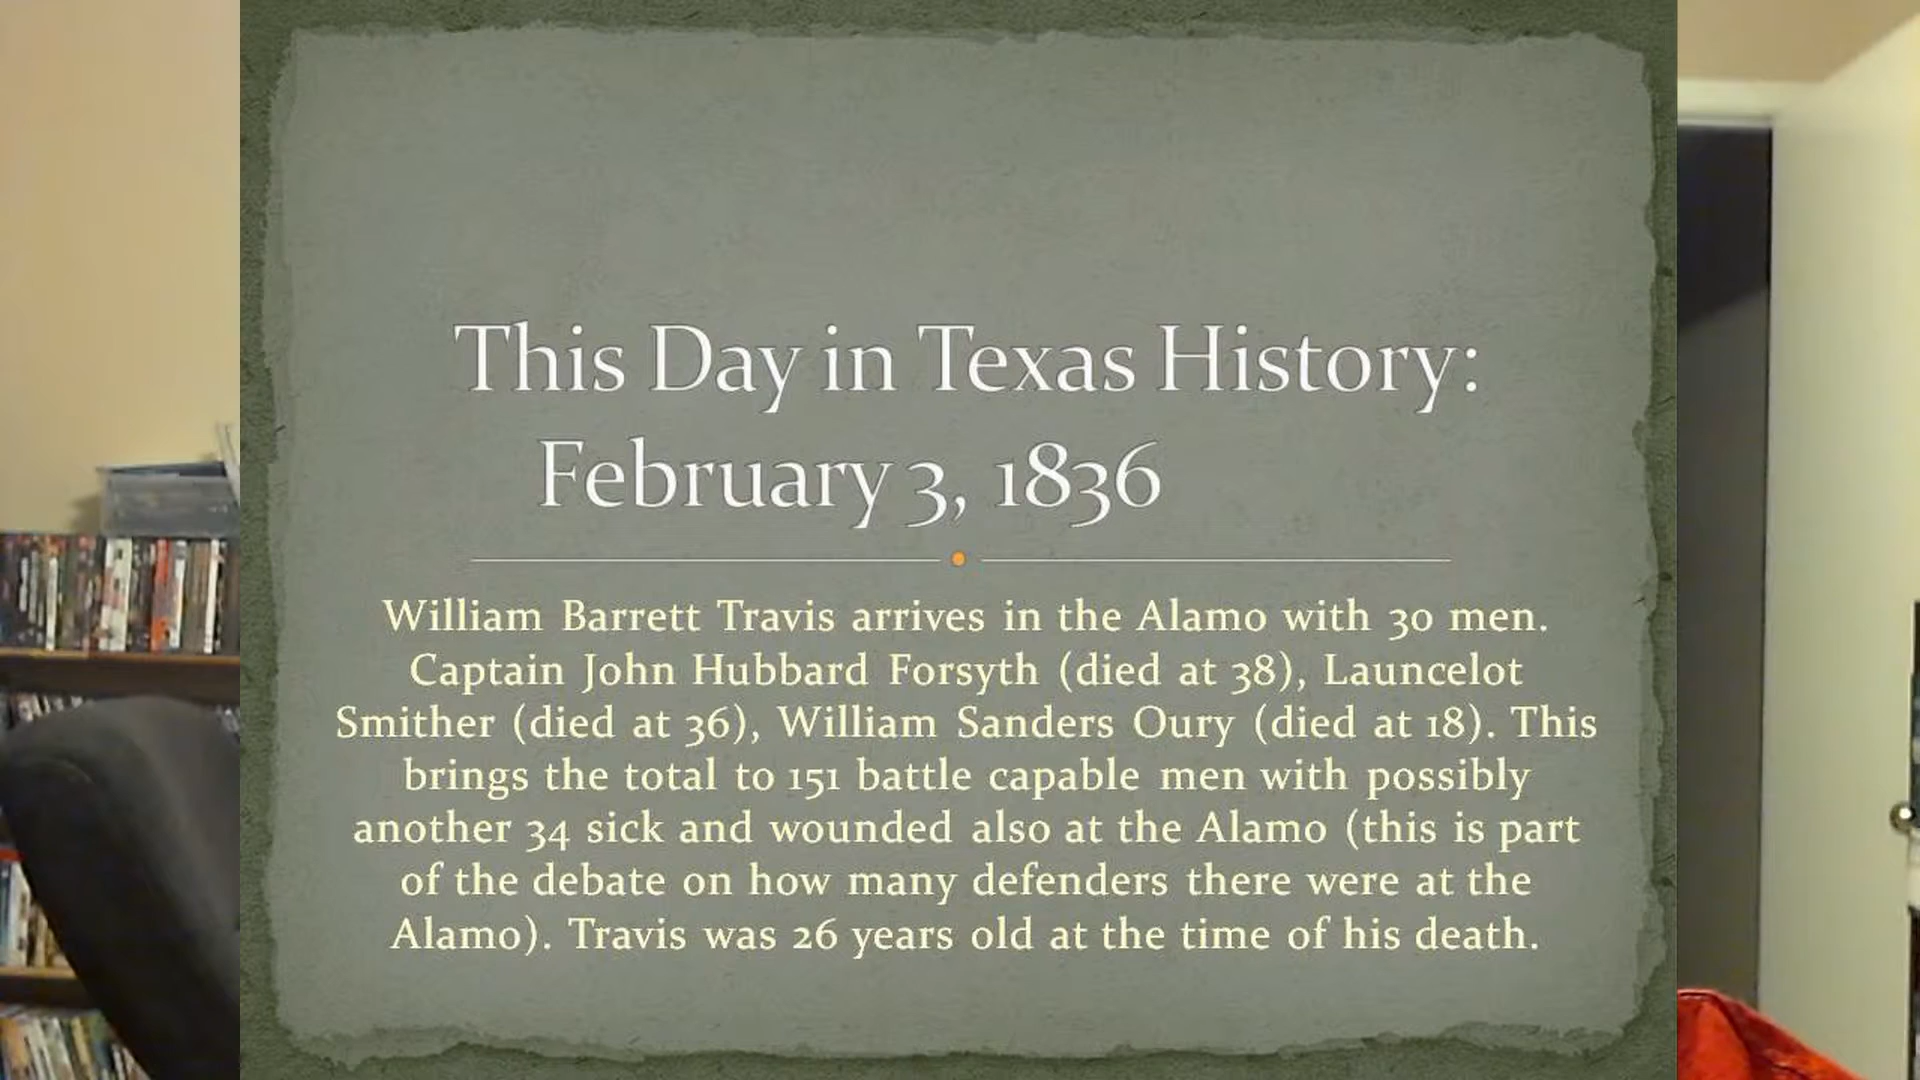 This Day in Texas History:
February 3, 1836
William Barrett Travis arrives in the Alamo with 30 men.
Captain John Hubbard Forsyth (died at 38), Launcelot
Smither (died at 36), William Sanders Oury (died at 18). This
brings the total to 151 battle capable men with possibly
another 34 sick and wounded also at the Alamo (this is part
of the debate on how many defenders there were at the
Alamo). Travis was 26 years old at the time of his death.